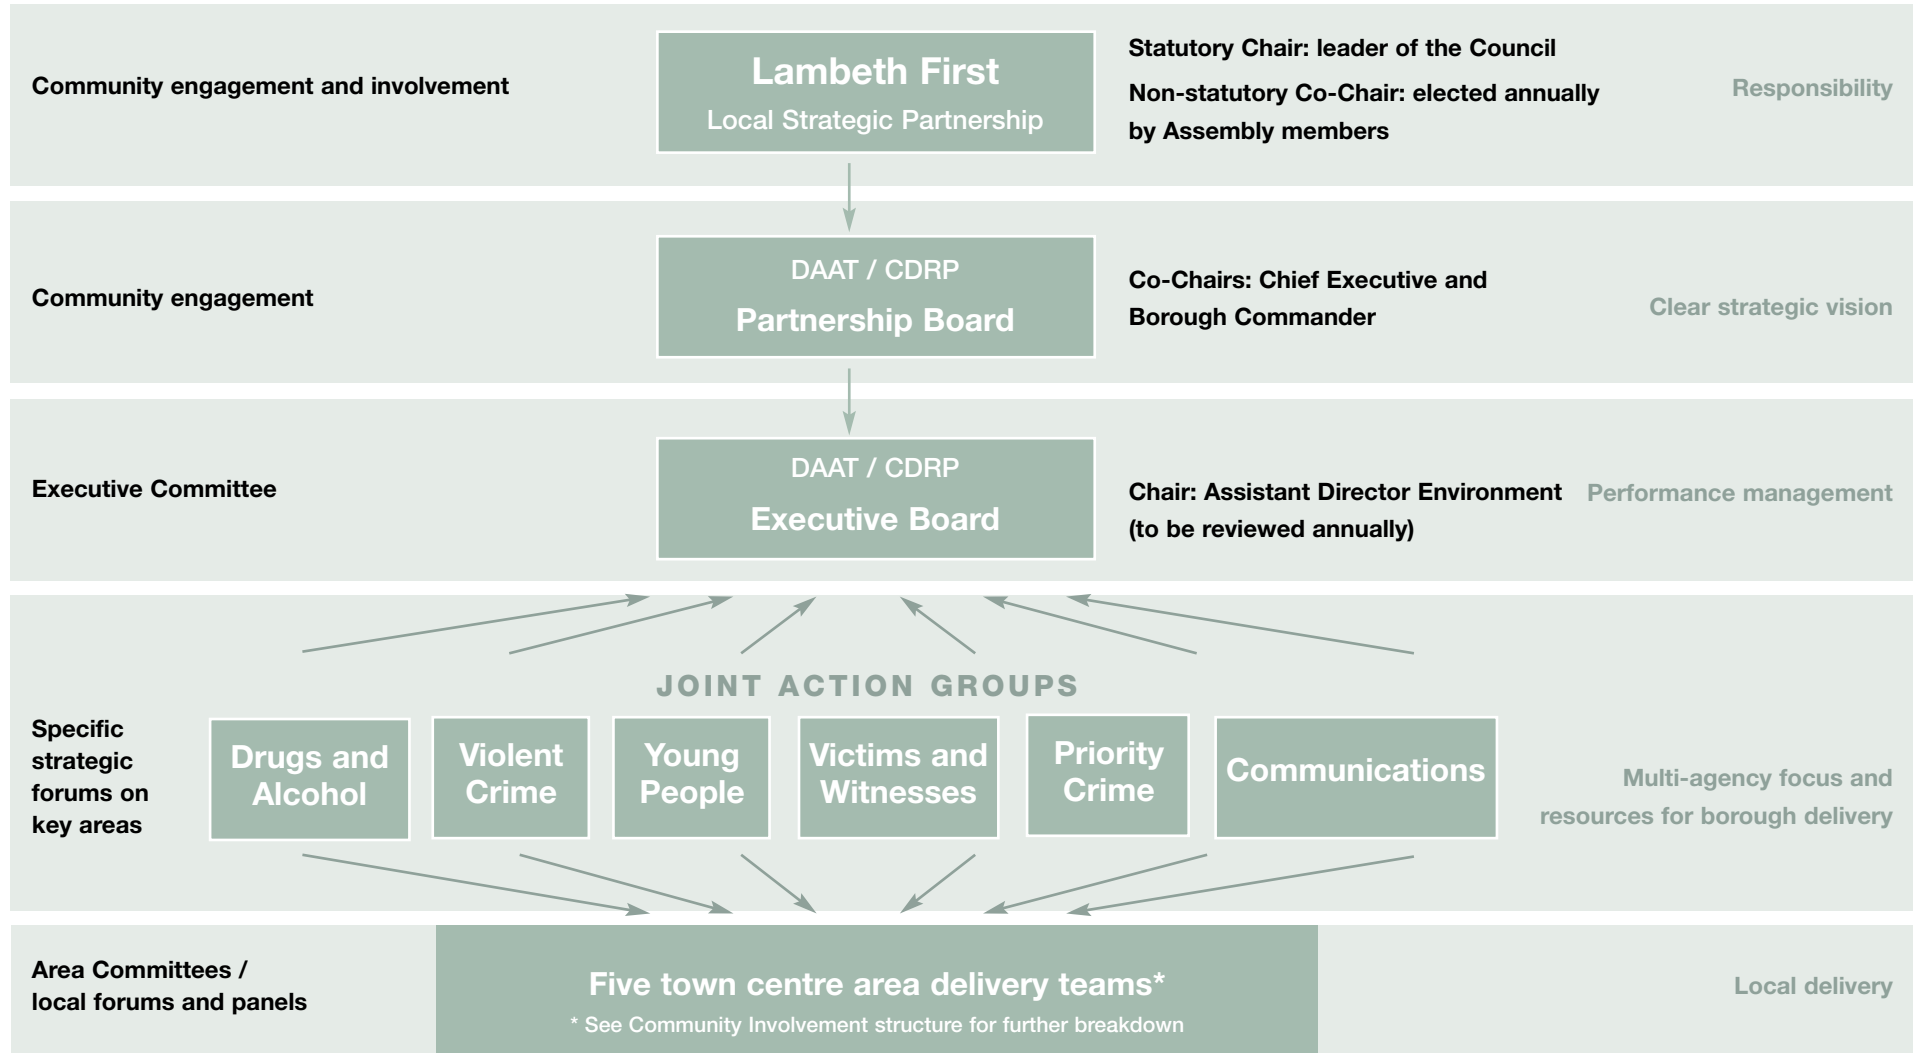 Community engagement and involvement
Lambeth First
Local Strategic Partnership
Statutory Chair: leader of the Council
Non-statutory Co-Chair: elected annually
by Assembly members
Responsibility
Community engagement
DAAT / CDRP
Partnership Board
Co-Chairs: Chief Executive and
Borough Commander
Clear strategic vision
Executive Committee
DAAT / CDRP
Executive Board
Chair: Assistant Director Environment
(to be reviewed annually)
Performance management
JOINT ACTION GROUPS
Specific
strategic
forums on
key areas
Drugs and
Alcohol
Violent
Crime
Young
People
Victims and
Witnesses
Priority
Crime
Communications
Multi-agency focus and
resources for borough delivery
Area Committees /
local forums and panels
Five town centre area delivery teams*
* See Community Involvement structure for further breakdown
Local delivery